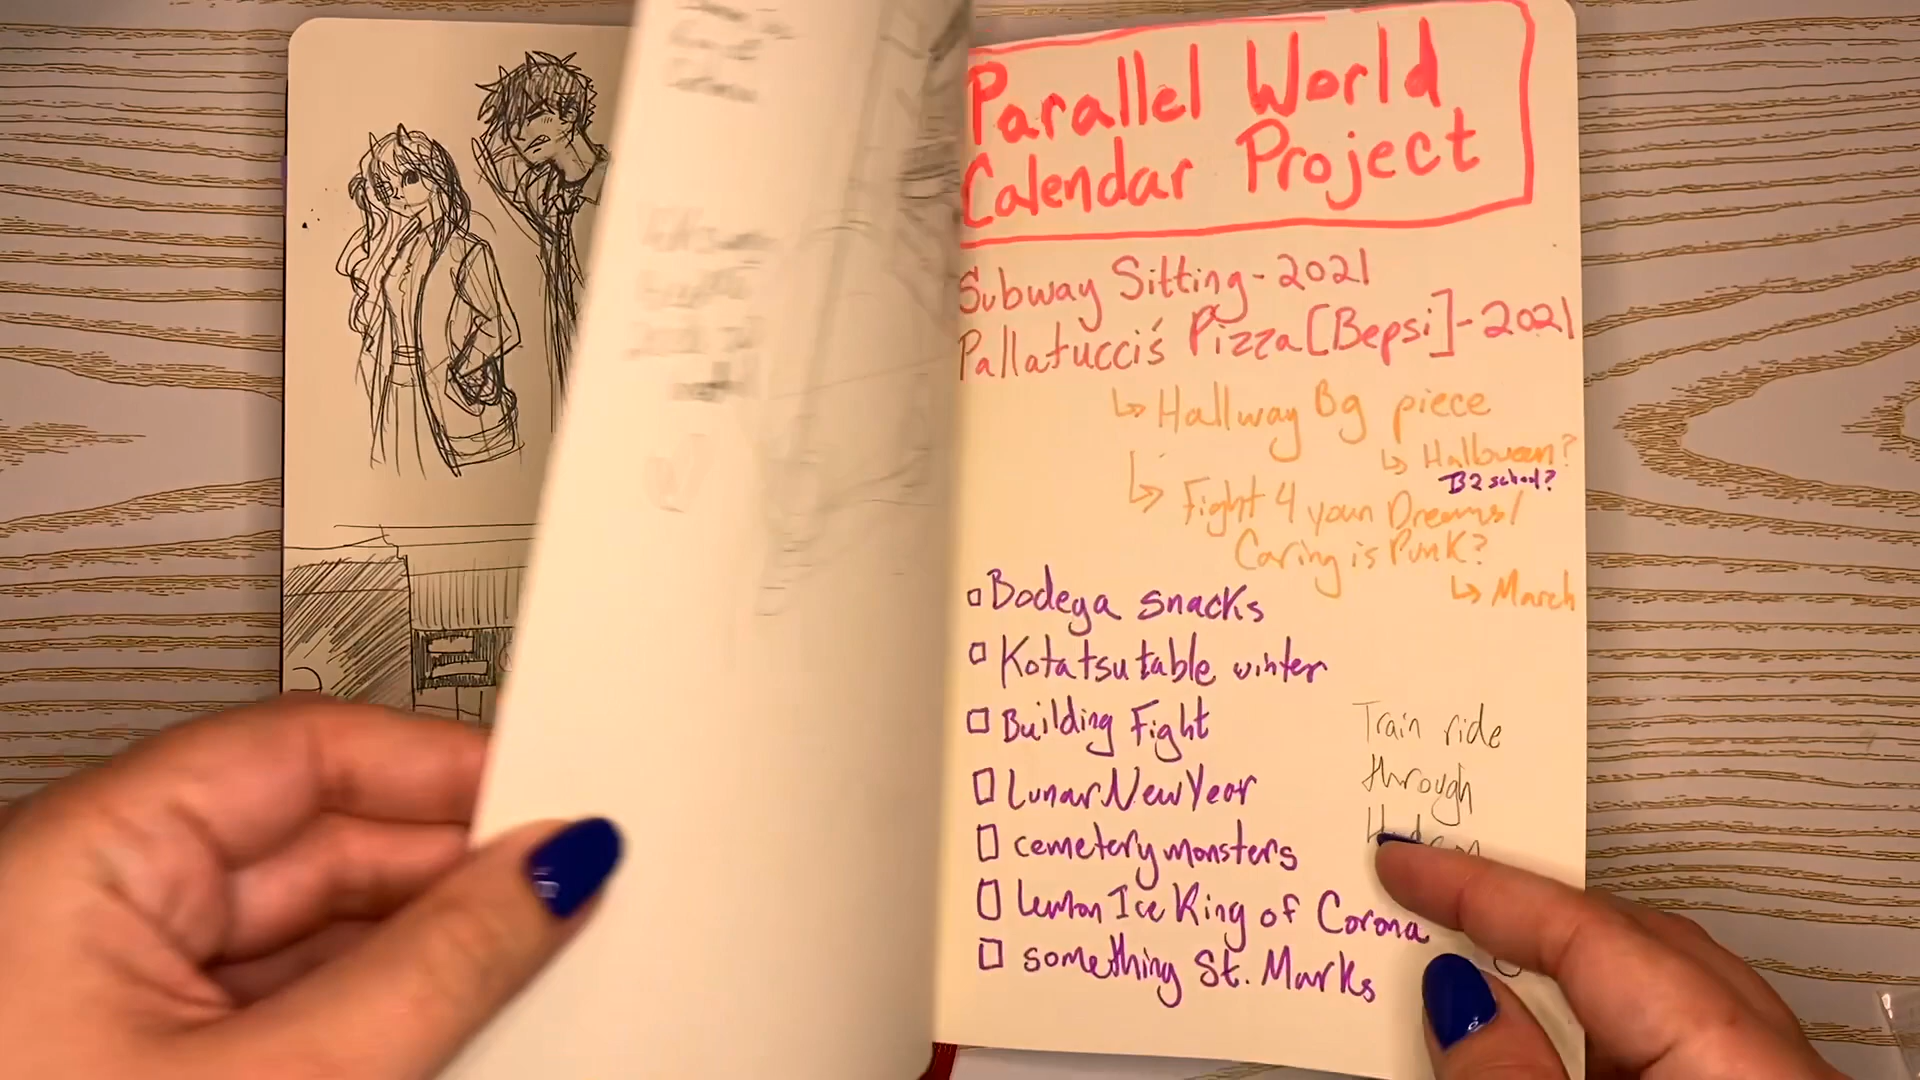 Parallel World
Calendar Project
Subway Sitting - 2021
Pallatucci's Pizza [Bepsi] - 2021
↳ Hallway Bg piece
↳ Halloween?
B2 school?
↳ Fight 4 your Dreams/
Caring is Punk?
↳ March
□ Bodega snacks
□ Kotatsu table winter
□ Building Fight
□ Lunar New Year
□ cemetery monsters
□ Lemon Ice King of Corona
□ something St. Marks
Train ride
through